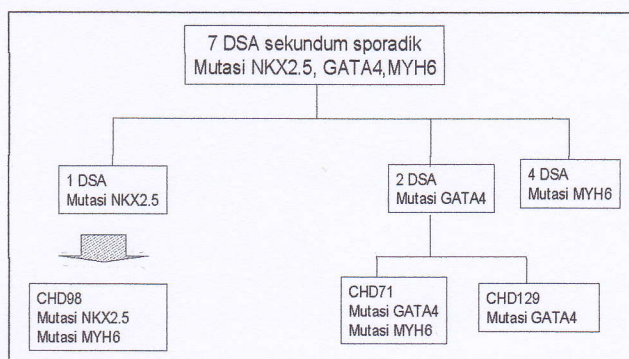 7 DSA sekundum sporadik
Mutasi NKX2.5, GATA4,MYH6
1 DSA
Mutasi NKX2.5
2 DSA
Mutasi GATA4
4 DSA
Mutasi MYH6
CHD98
Mutasi NKX2.5
Mutasi MYH6
CHD71
Mutasi GATA4
Mutasi MYH6
CHD129
Mutasi GATA4